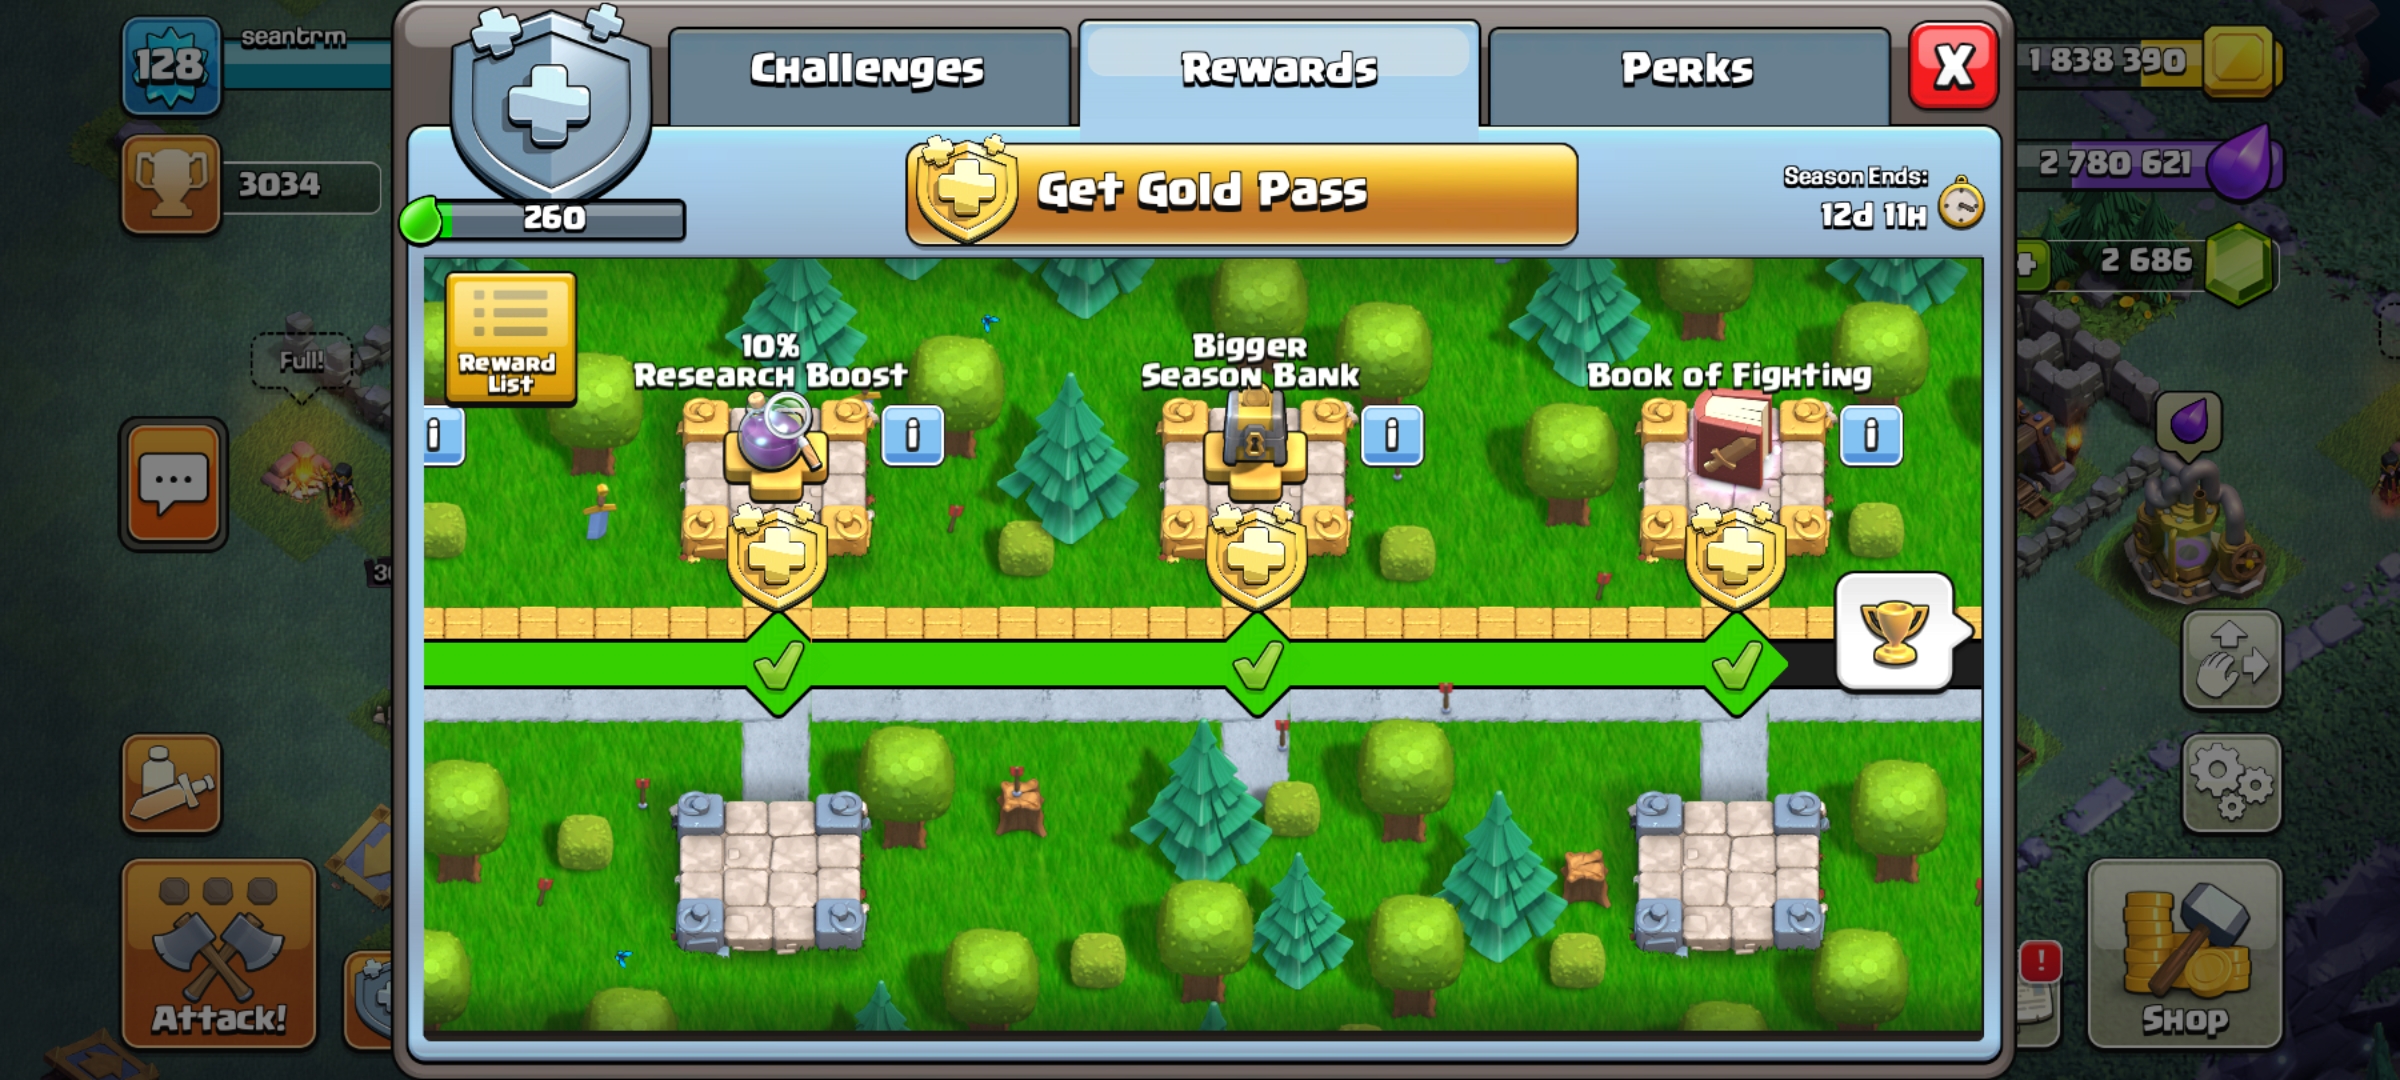 128
seantrm
3034
Challenges
Rewards
Perks
X
1 838 390
2 780 621
2 686
260
Get Gold Pass
Season Ends:
12d 11H
Reward
List
10%
Research Boost
Bigger
Season Bank
Book of Fighting
i
i
i
i
Full!
Attack!
!
Shop